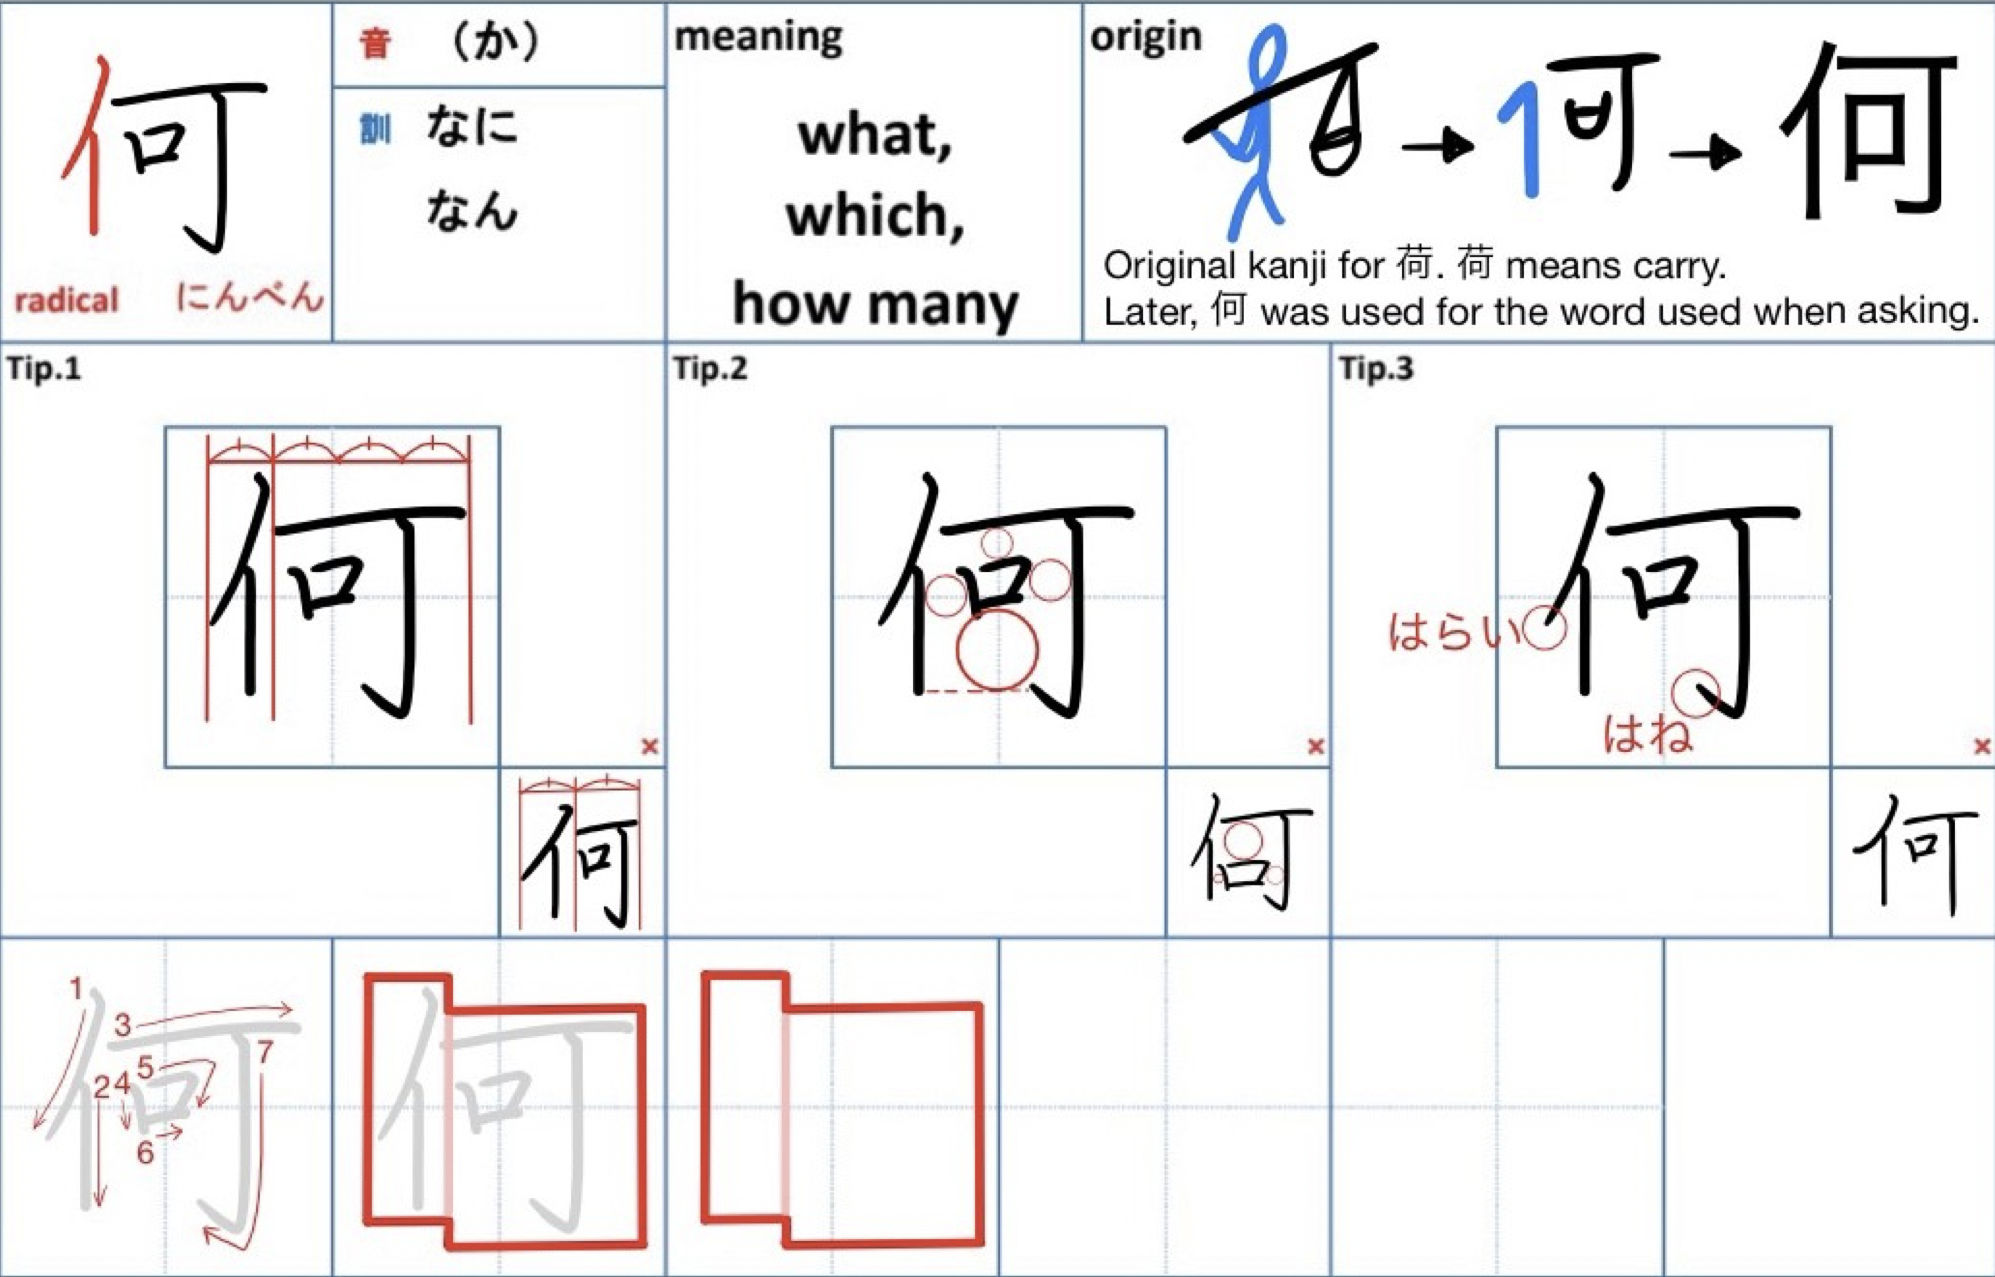 何
radical にんべん
音 （か）
訓 なに
なん
meaning
what,
which,
how many
origin
何 → 何
Original kanji for 荷. 荷 means carry.
Later, 何 was used for the word used when asking.
Tip.1
何
×
何
Tip.2
何
×
何
Tip.3
何
はらい
はね
×
何
何
1
3
5
7
2 4
6
何